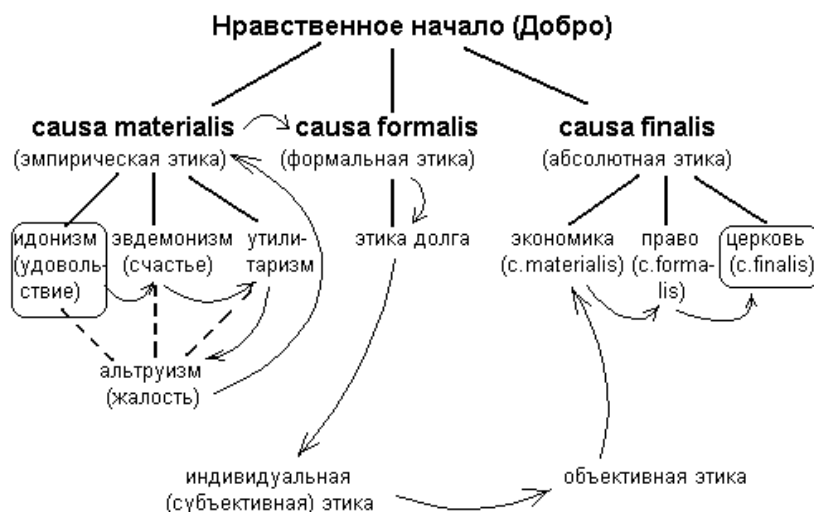 Нравственное начало (Добро)
causa materialis
(эмпирическая этика)
causa formalis
(формальная этика)
causa finalis
(абсолютная этика)
идонизм
(удоволь-
ствие)
эвдемонизм
(счастье)
утили-
таризм
этика долга
экономика
(c.materialis)
право
(c.forma-
lis)
церковь
(c.finalis)
альтруизм
(жалость)
индивидуальная
(субъективная) этика
объективная этика